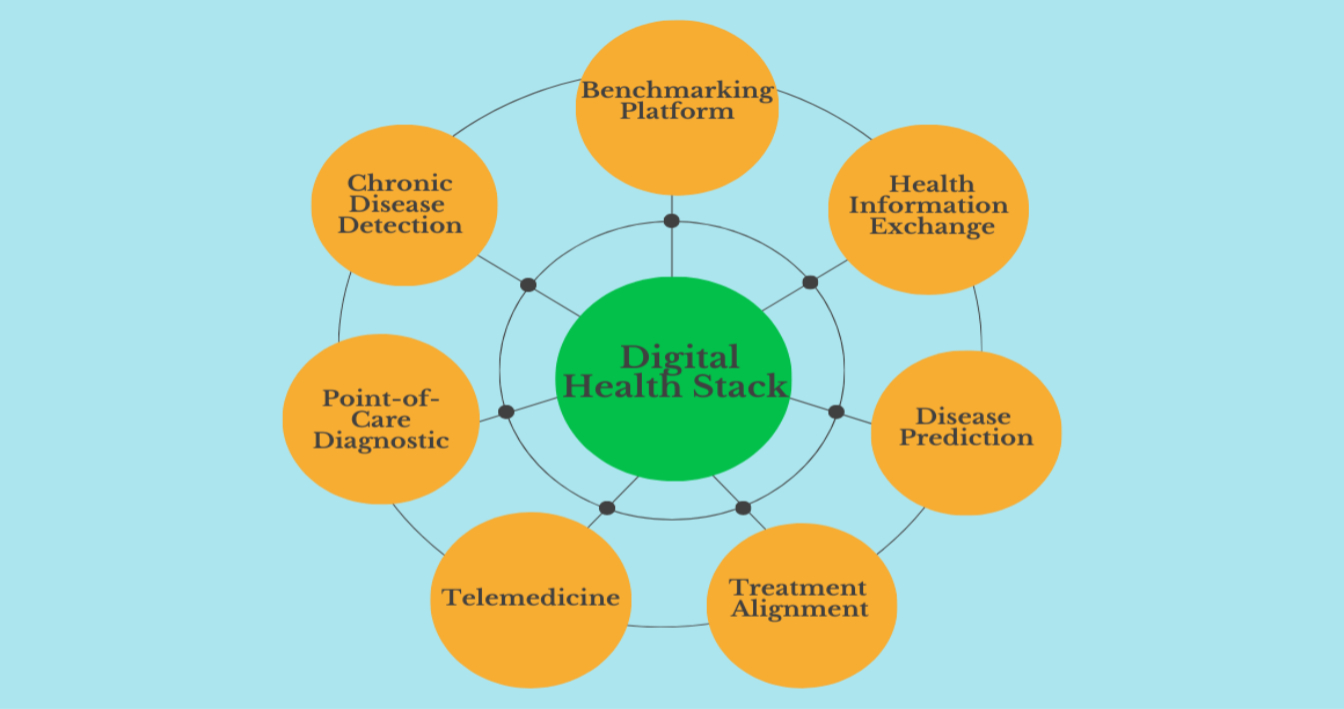 Benchmarking
Platform
Health
Information
Exchange
Disease
Prediction
Treatment
Alignment
Telemedicine
Point-of-
Care
Diagnostic
Chronic
Disease
Detection
Digital
Health Stack